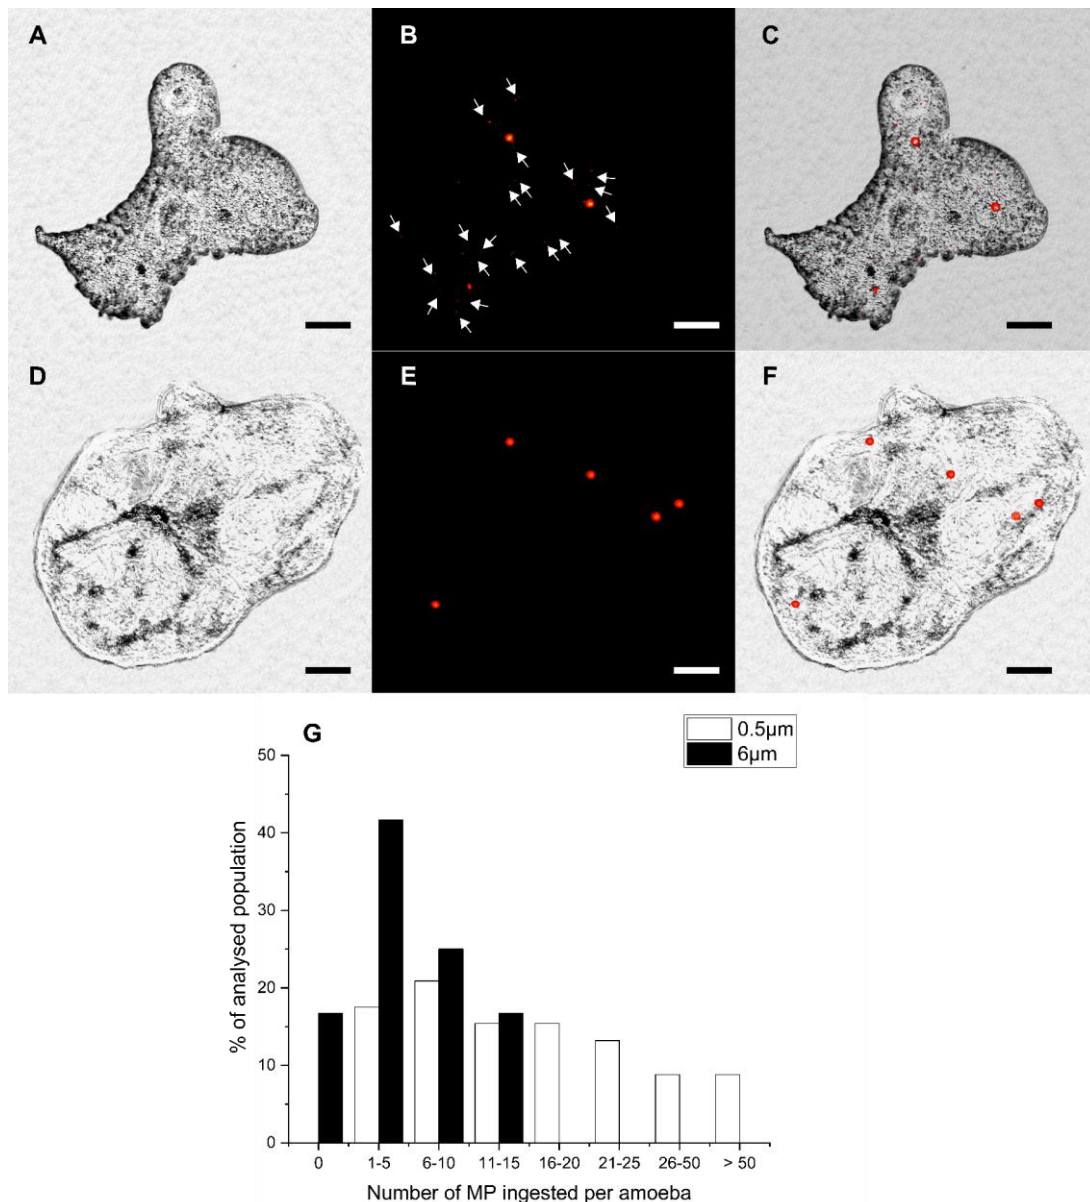 A
B
C
D
E
F
G
0.5µm
6µm
50
40
30
20
10
0
% of analysed population
0
1-5
6-10
11-15
16-20
21-25
26-50
> 50
Number of MP ingested per amoeba